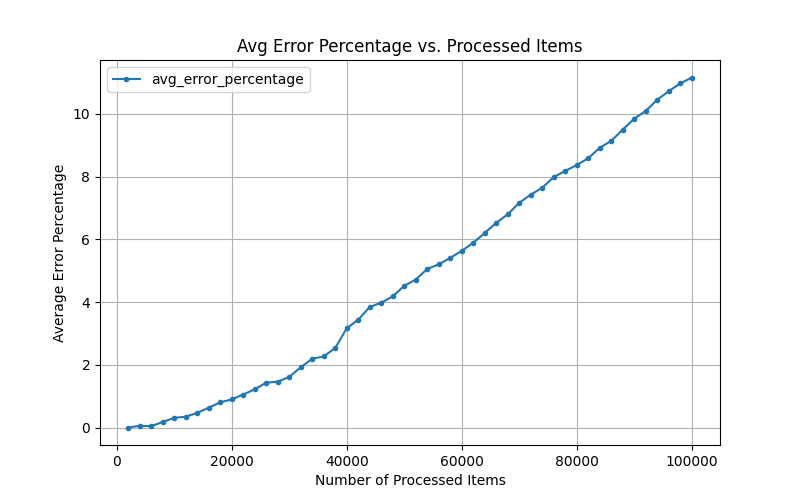 Avg Error Percentage vs. Processed Items
avg_error_percentage
Average Error Percentage
10
8
6
4
2
0
0 20000 40000 60000 80000 100000
Number of Processed Items